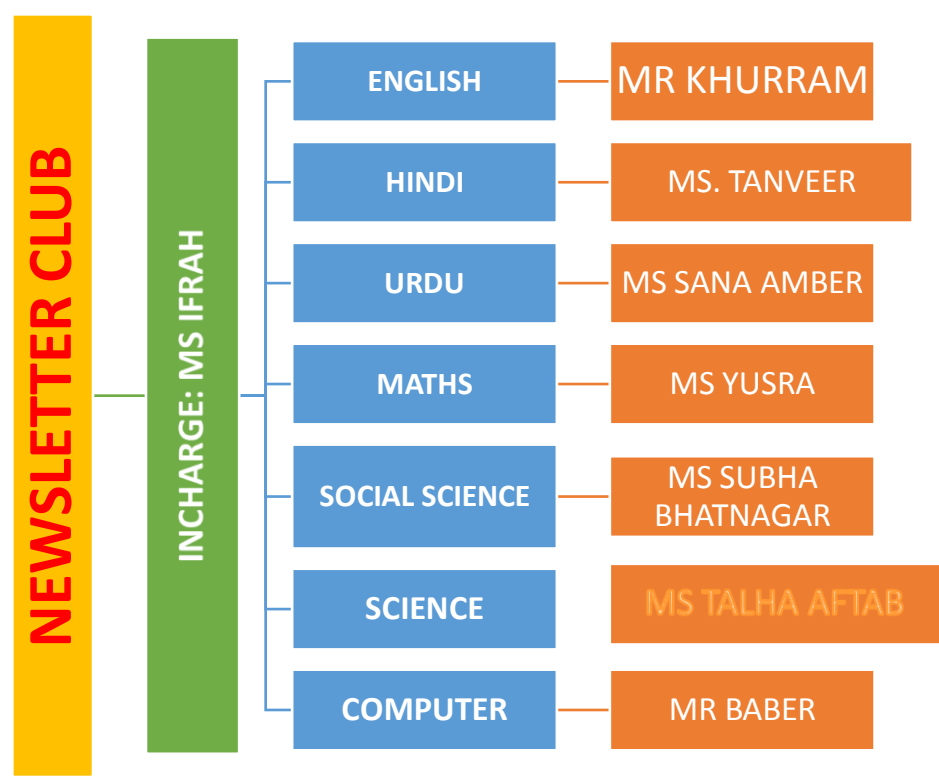 NEWSLETTER CLUB
INCHARGE: MS IFRAH
ENGLISH
MR KHURRAM
HINDI
MS. TANVEER
URDU
MS SANA AMBER
MATHS
MS YUSRA
SOCIAL SCIENCE
MS SUBHA
BHATNAGAR
SCIENCE
MS TALHA AFTAB
COMPUTER
MR BABER